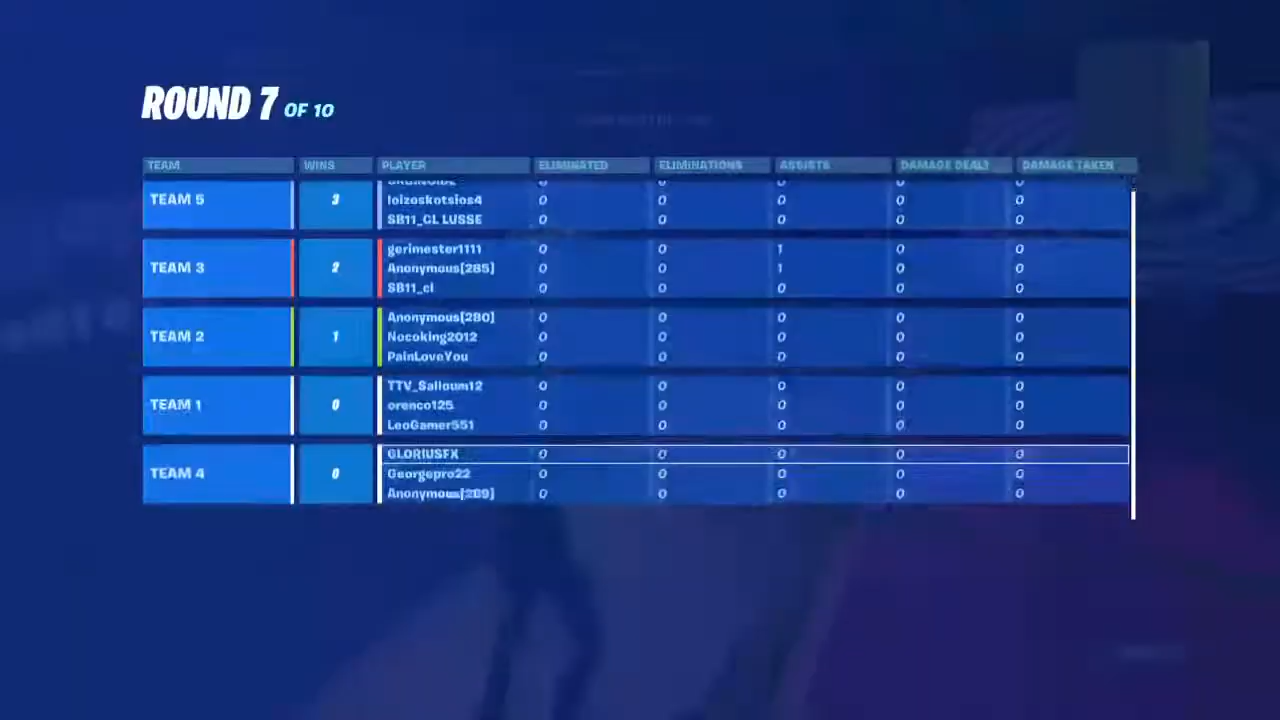 ROUND 7 OF 10
TEAM WINS PLAYER ELIMINATED ELIMINATIONS ASSISTS DAMAGE DEALT DAMAGE TAKEN
0 0 0 0 0
TEAM 5 3 loizoskotsios4 0 0 0 0 0
SB11_CL LUSSE 0 0 0 0 0
gerimester1111 0 0 1 0 0
TEAM 3 2 Anonymous[285] 0 0 1 0 0
SB11_cl 0 0 0 0 0
Anonymous[280] 0 0 0 0 0
TEAM 2 1 Nocoking2012 0 0 0 0 0
PainLoveYou 0 0 0 0 0
TTV_Salloum12 0 0 0 0 0
TEAM 1 0 orenco125 0 0 0 0 0
LeoGamer551 0 0 0 0 0
GLORIUSFX 0 0 0 0 0
TEAM 4 0 Georgepro22 0 0 0 0 0
Anonymous[289] 0 0 0 0 0